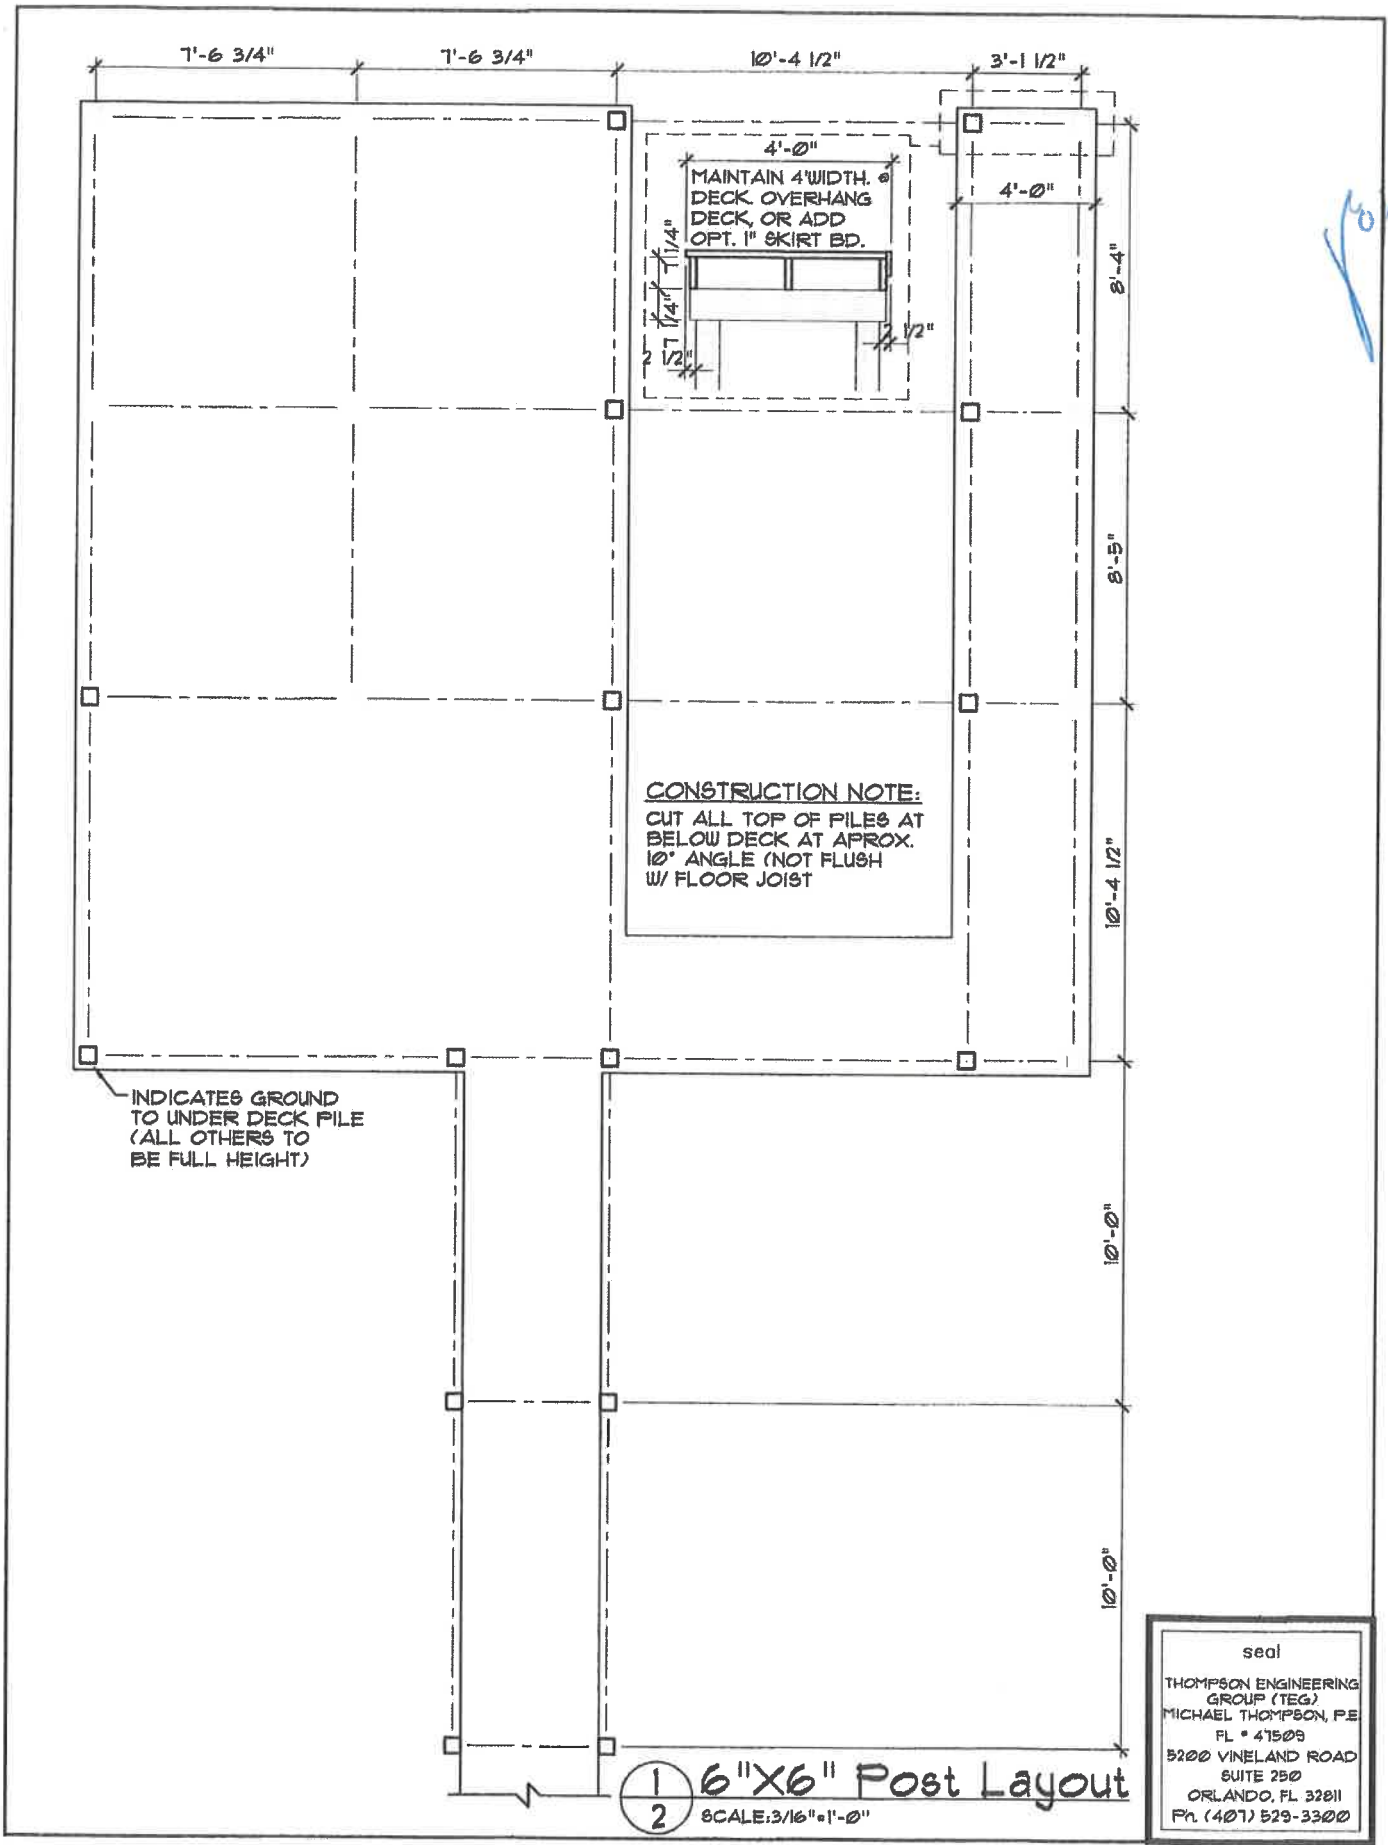 7'-6 3/4" 7'-6 3/4" 10'-4 1/2" 3'-1 1/2"
4'-0"
MAINTAIN 4'WIDTH. @
DECK. OVERHANG
DECK, OR ADD
OPT. 1" SKIRT BD.
7 1/4"
7 1/4"
2 1/2"
2 1/2"
4'-0"
8'-4"
8'-5"
CONSTRUCTION NOTE:
CUT ALL TOP OF PILES AT
BELOW DECK AT APROX.
10° ANGLE (NOT FLUSH
W/ FLOOR JOIST
10'-4 1/2"
INDICATES GROUND
TO UNDER DECK PILE
(ALL OTHERS TO
BE FULL HEIGHT)
10'-0"
10'-0"
1
2
6"X6" Post Layout
SCALE:3/16"=1'-0"
seal
THOMPSON ENGINEERING
GROUP (TEG)
MICHAEL THOMPSON, P.E
FL # 47509
5200 VINELAND ROAD
SUITE 250
ORLANDO, FL 32811
Ph. (407) 529-3300